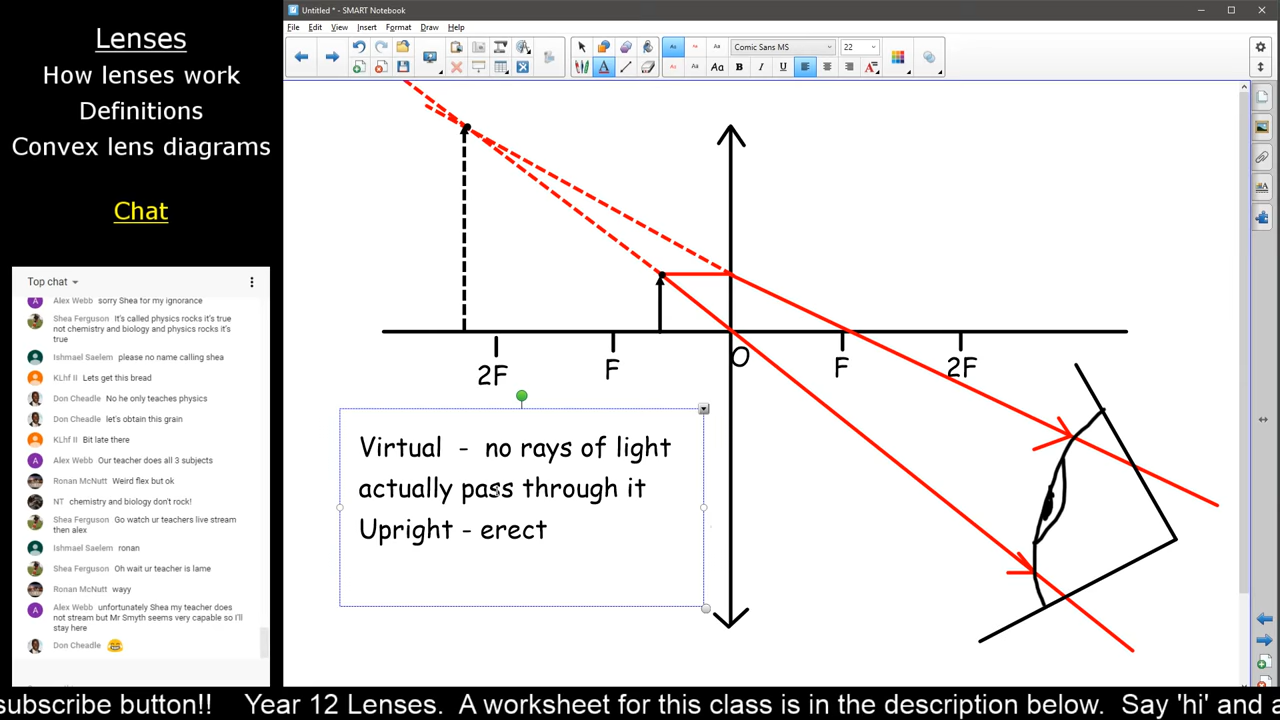 Lenses
How lenses work
Definitions
Convex lens diagrams
Chat
Top chat
Alex Webb sorry Shea for my ignorance
Shea Ferguson It's called physics rocks it's true
not chemistry and biology and physics rocks it's
true
Ishmael Saelem please no name calling shea
KLhf II Lets get this bread
Don Cheadle No he only teaches physics
Don Cheadle let's obtain this grain
KLhf II Bit late there
Alex Webb Our teacher does all 3 subjects
Ronan McNutt Weird flex but ok
NT chemistry and biology don't rock!
Shea Ferguson Go watch ur teachers live stream
then alex
Ishmael Saelem ronan
Shea Ferguson Oh wait ur teacher is lame
Ronan McNutt wayy
Alex Webb unfortunately Shea my teacher does
not stream but Mr Smyth seems very capable so I'll
stay here
Don Cheadle
Untitled * - SMART Notebook
File Edit View Insert Format Draw Help
Comic Sans MS 22
2F F O F 2F
Virtual - no rays of light
actually pass through it
Upright - erect
subscribe button!! Year 12 Lenses. A worksheet for this class is in the description below. Say 'hi' and a